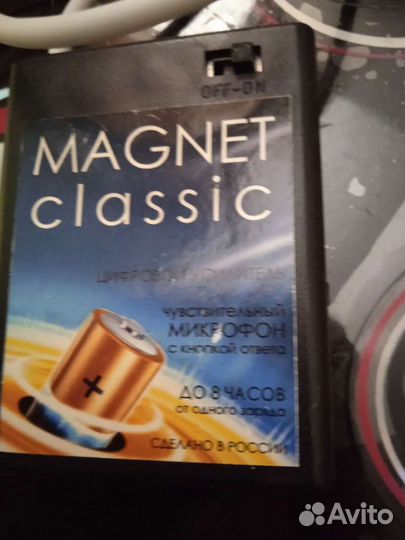 OFF-ON
MAGNET
classic
ЦИФРОВОЙ УСИЛИТЕЛЬ
чувствительный
МИКРОФОН
с кнопкой ответа
ДО 8 ЧАСОВ
от одного заряда
СДЕЛАНО В РОССИИ
+
Avito